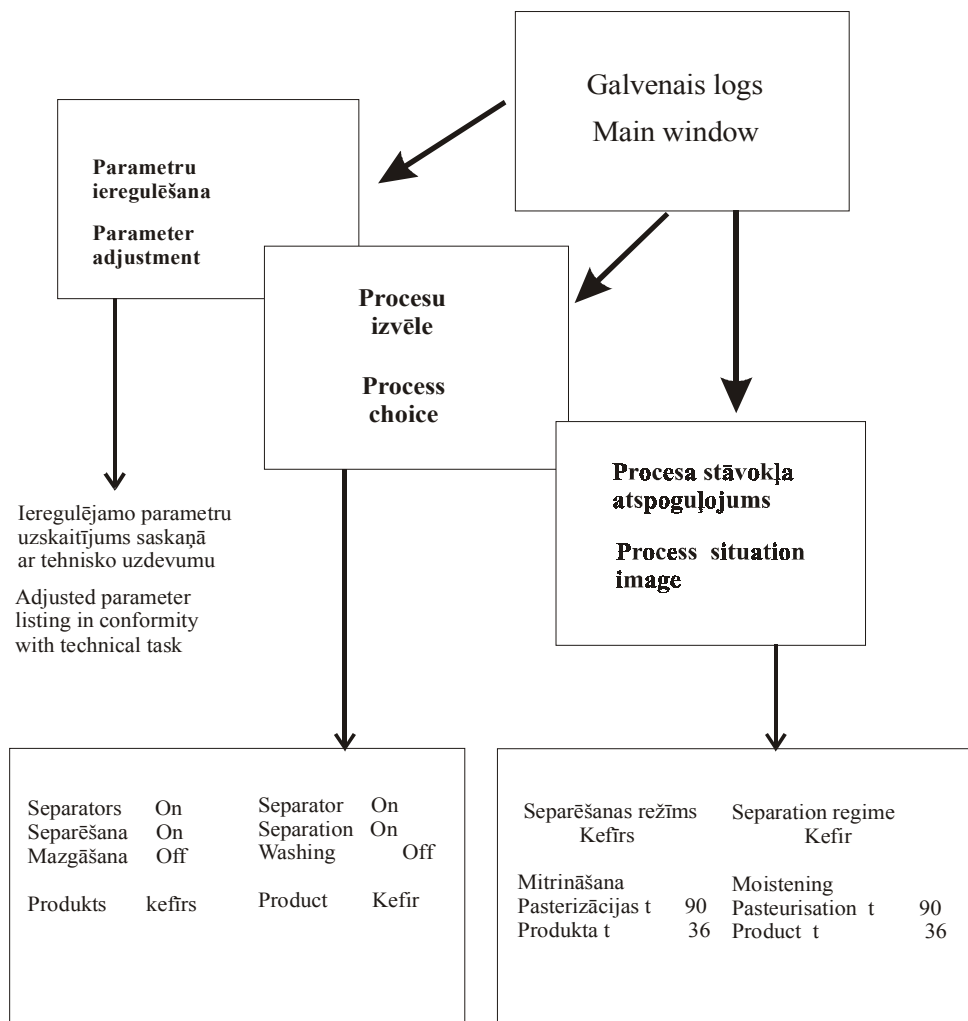 Galvenais logs
Main window
Parametru
ieregulēšana
Parameter
adjustment
Procesu
izvēle
Process
choice
Procesa stāvokļa
atspoguļojums
Process situation
image
Ieregulējamo parametru
uzskaitījums saskaņā
ar tehnisko uzdevumu
Adjusted parameter
listing in conformity
with technical task
Separators On
Separēšana On
Mazgāšana Off
Produkts kefīrs
Separator On
Separation On
Washing Off
Product Kefir
Separēšanas režīms
Kefīrs
Mitrināšana
Pasterizācijas t 90
Produkta t 36
Separation regime
Kefir
Moistening
Pasteurisation t 90
Product t 36